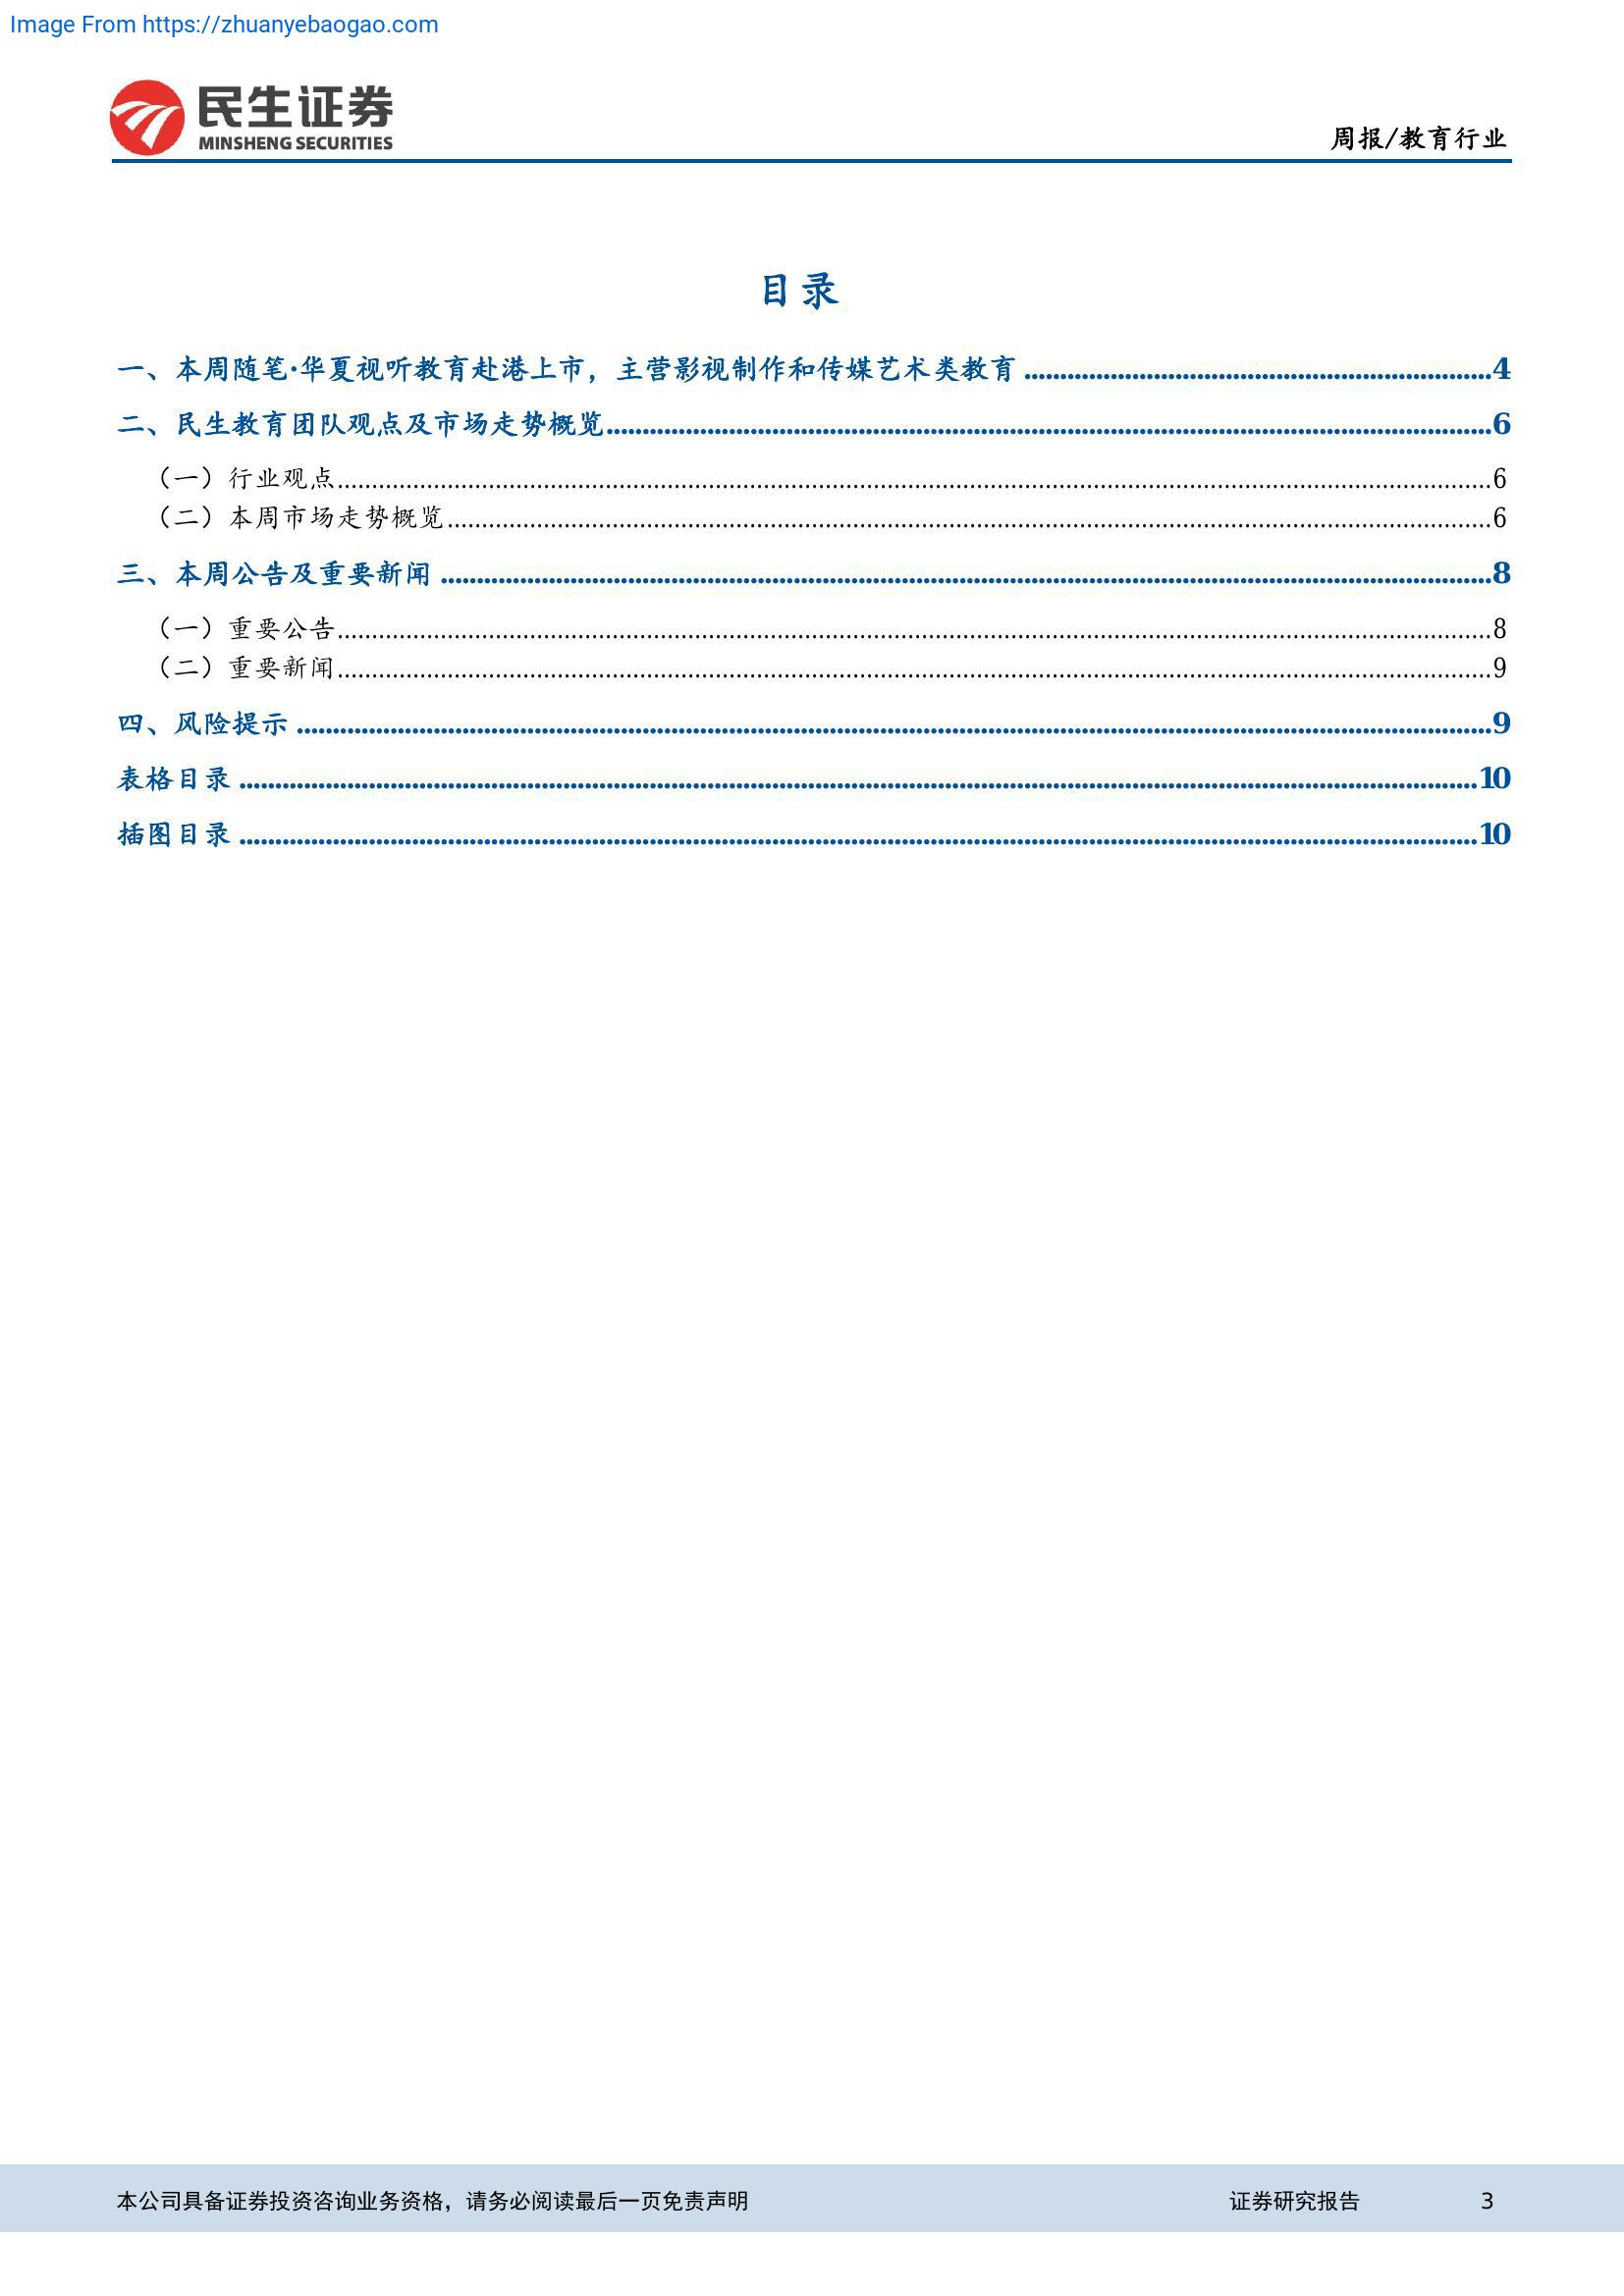 Image From https://zhuanyebaogao.com
民生证券
MINSHENG SECURITIES
周报/教育行业
目录
一、本周随笔·华夏视听教育赴港上市，主营影视制作和传媒艺术类教育 ........ 4
二、民生教育团队观点及市场走势概览 ........ 6
（一）行业观点 ........ 6
（二）本周市场走势概览 ........ 6
三、本周公告及重要新闻 ........ 8
（一）重要公告 ........ 8
（二）重要新闻 ........ 9
四、风险提示 ........ 9
表格目录 ........ 10
插图目录 ........ 10
本公司具备证券投资咨询业务资格，请务必阅读最后一页免责声明 证券研究报告 3